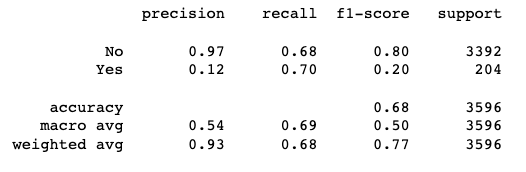 precision recall f1-score support
No 0.97 0.68 0.80 3392
Yes 0.12 0.70 0.20 204
accuracy 0.68 3596
macro avg 0.54 0.69 0.50 3596
weighted avg 0.93 0.68 0.77 3596